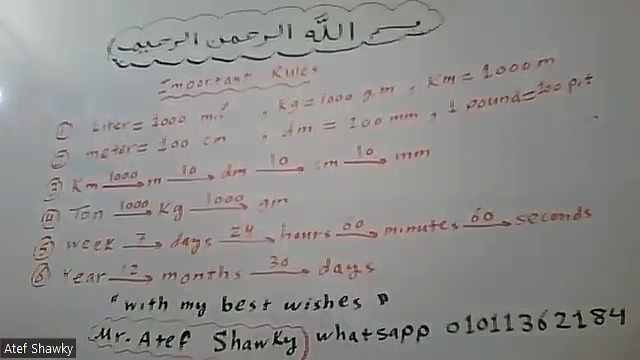 بسم الله الرحمن الرحيم
Important Rules
① Liter = 1000 m.l , kg = 1000 g.m , Km = 1000 m
② meter = 100 cm , dm = 100 mm , 1 pound = 100 p.t
③ Km 1000→ m 10→ dm 10→ cm 10→ mm
④ Ton 1000→ Kg 1000→ gm
⑤ week 7→ days 24→ hours 60→ minutes 60→ seconds
⑥ Year 12→ months 30→ days
"with my best wishes"
Mr. Atef Shawky whatsapp 01011362184
Atef Shawky